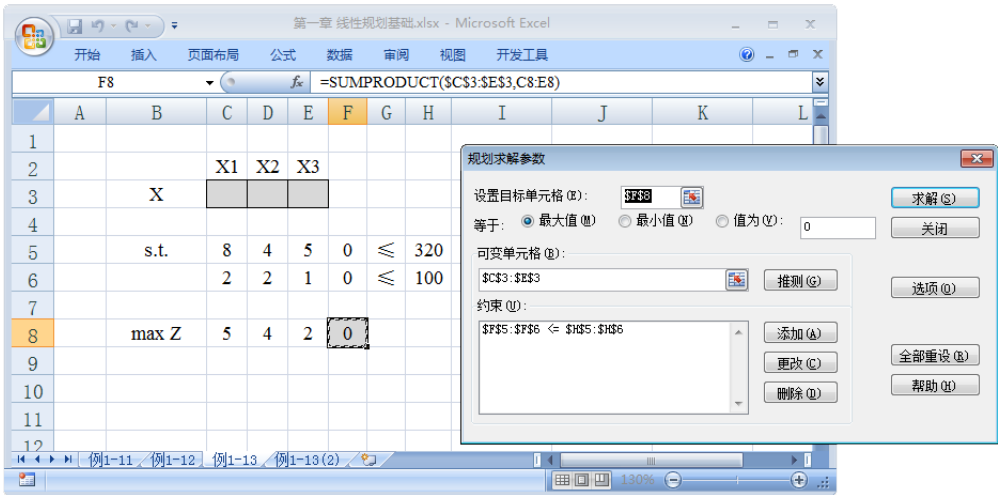 第一章 线性规划基础.xlsx - Microsoft Excel
开始 插入 页面布局 公式 数据 审阅 视图 开发工具
F8 fx =SUMPRODUCT($C$3:$E$3,C8:E8)
A B C D E F G H I J K L
1
2 X1 X2 X3
3 X
4
5 s.t. 8 4 5 0 ≤ 320
6 2 2 1 0 ≤ 100
7
8 max Z 5 4 2 0
9
10
11
12
例1-11 例1-12 例1-13 例1-13(2)
130%
规划求解参数
设置目标单元格(E): $F$8 求解(S)
等于: 最大值(M) 最小值(N) 值为(V): 0 关闭
可变单元格(B):
$C$3:$E$3 推测(G) 选项(O)
约束(U):
$F$5:$F$6 <= $H$5:$H$6 添加(A)
更改(C) 全部重设(R)
删除(D) 帮助(H)